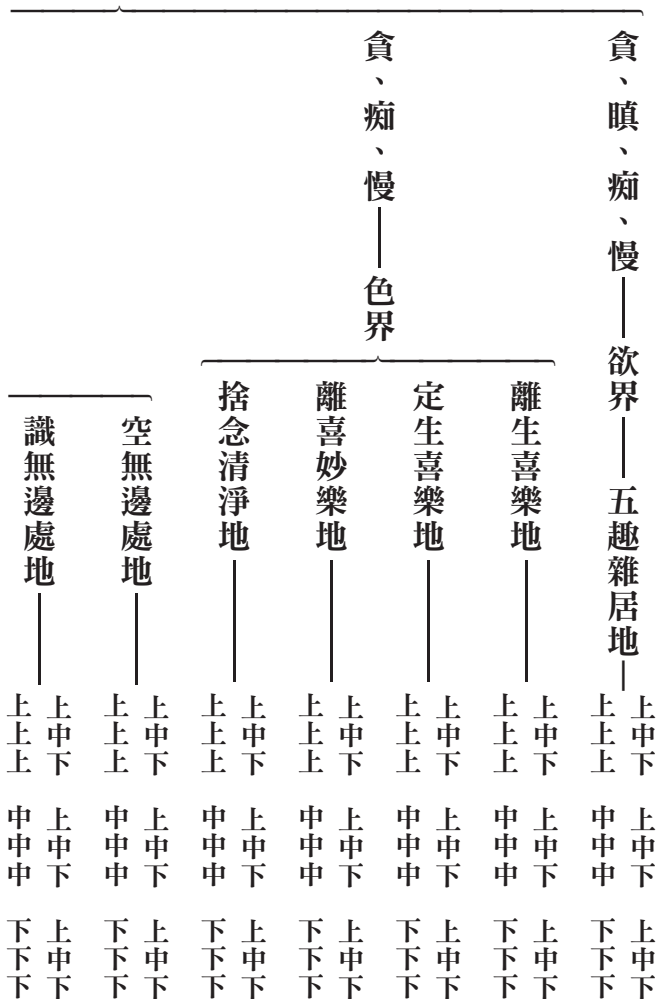 貪、瞋、痴、慢——欲界——五趣雜居地—
上中下 上中下 上中下
上上上 中中中 下下下
貪、痴、慢——色界
離生喜樂地——
上中下 上中下 上中下
上上上 中中中 下下下
定生喜樂地——
上中下 上中下 上中下
上上上 中中中 下下下
離喜妙樂地——
上中下 上中下 上中下
上上上 中中中 下下下
捨念清淨地——
上中下 上中下 上中下
上上上 中中中 下下下
空無邊處地——
上中下 上中下 上中下
上上上 中中中 下下下
識無邊處地——
上中下 上中下 上中下
上上上 中中中 下下下